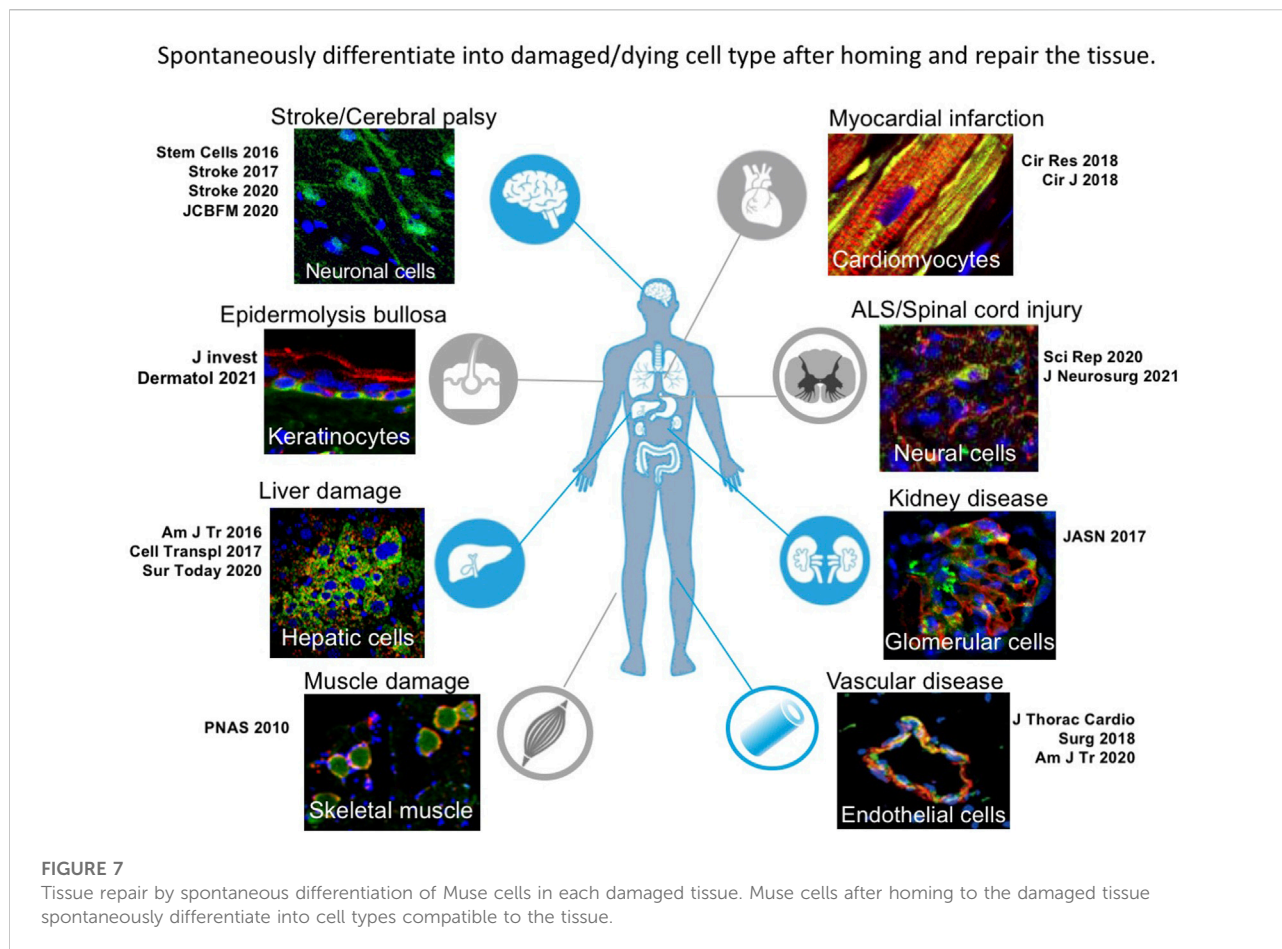 Spontaneously differentiate into damaged/dying cell type after homing and repair the tissue.
Stroke/Cerebral palsy
Stem Cells 2016
Stroke 2017
Stroke 2020
JCBFM 2020
Neuronal cells
Myocardial infarction
Cir Res 2018
Cir J 2018
Cardiomyocytes
Epidermolysis bullosa
J invest
Dermatol 2021
Keratinocytes
ALS/Spinal cord injury
Sci Rep 2020
J Neurosurg 2021
Neural cells
Liver damage
Am J Tr 2016
Cell Transpl 2017
Sur Today 2020
Hepatic cells
Kidney disease
JASN 2017
Glomerular cells
Muscle damage
PNAS 2010
Skeletal muscle
Vascular disease
J Thorac Cardio
Surg 2018
Am J Tr 2020
Endothelial cells
FIGURE 7
Tissue repair by spontaneous differentiation of Muse cells in each damaged tissue. Muse cells after homing to the damaged tissue
spontaneously differentiate into cell types compatible to the tissue.